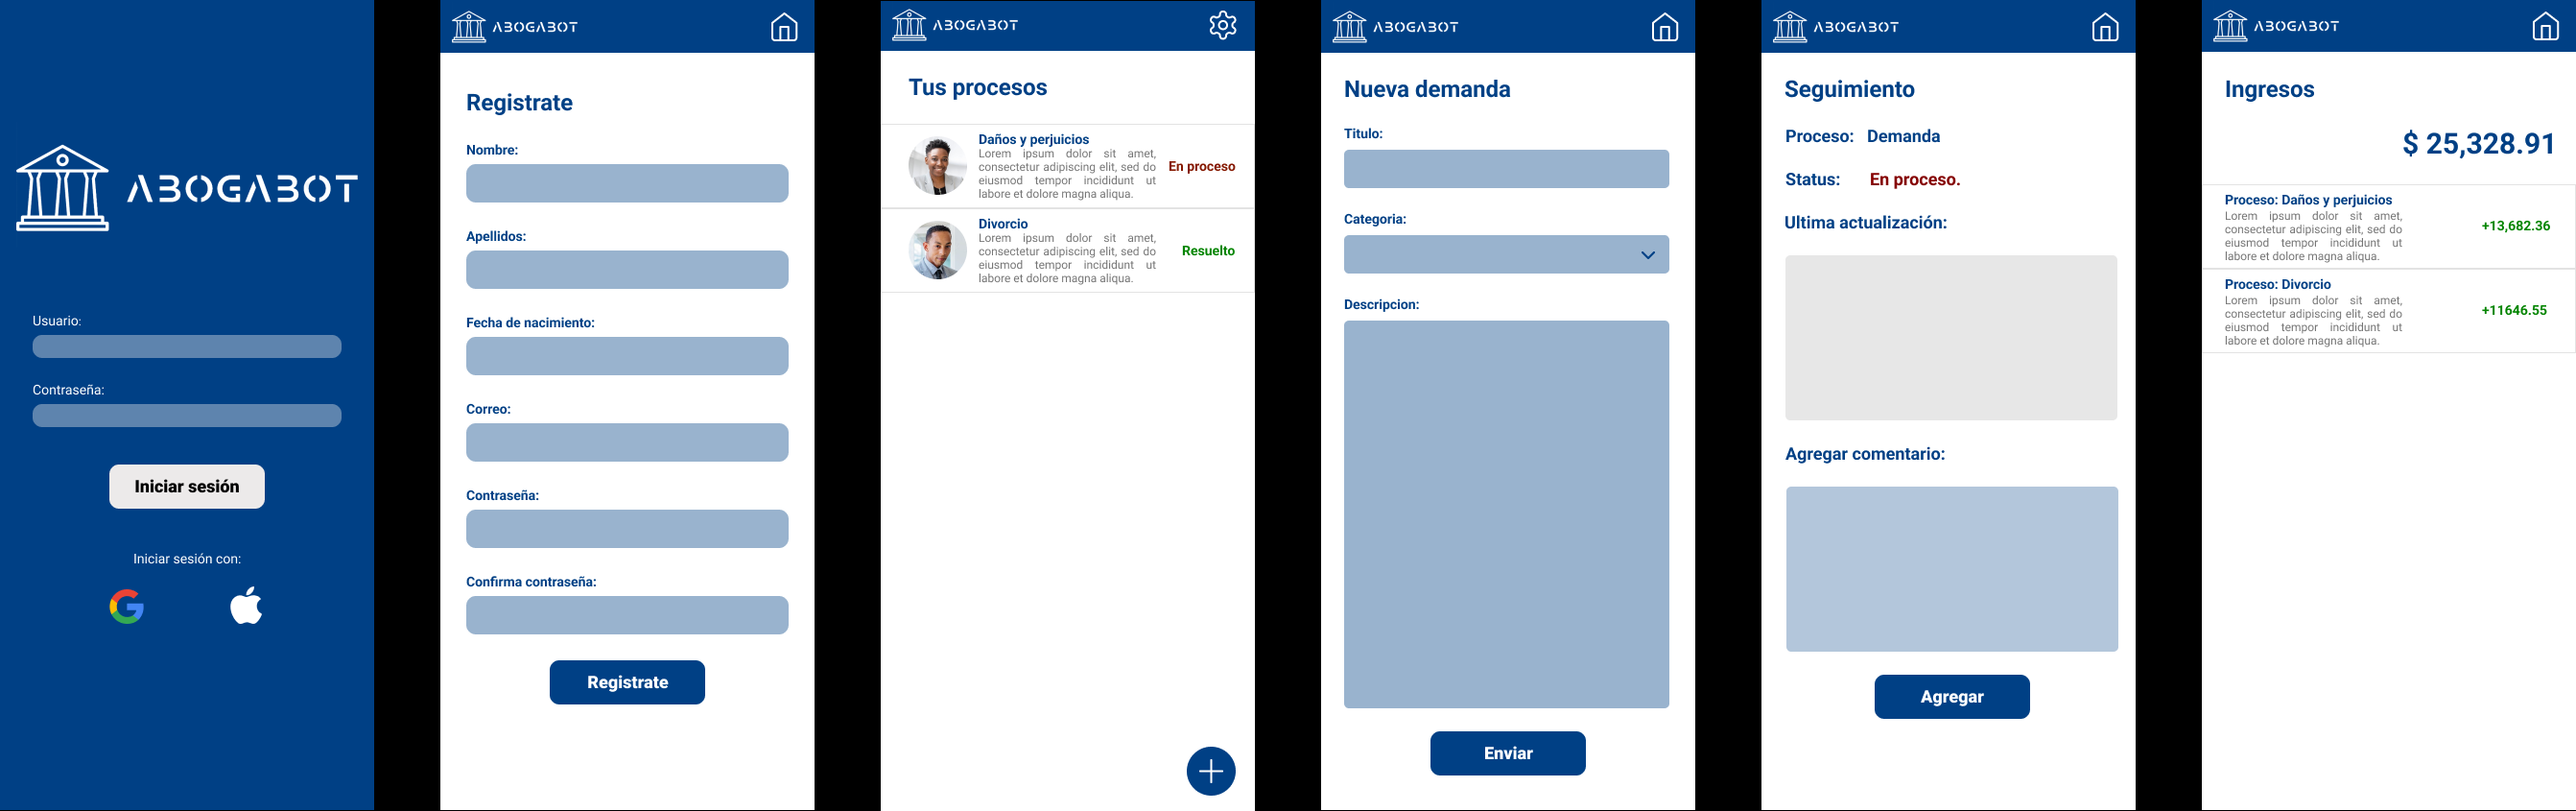 ABOGABOT
Usuario:
Contraseña:
Iniciar sesión
Iniciar sesión con:
ABOGABOT
Registrate
Nombre:
Apellidos:
Fecha de nacimiento:
Correo:
Contraseña:
Confirma contraseña:
Registrate
ABOGABOT
Tus procesos
Daños y perjuicios
Lorem ipsum dolor sit amet,
consectetur adipiscing elit, sed do
eiusmod tempor incididunt ut
labore et dolore magna aliqua.
En proceso
Divorcio
Lorem ipsum dolor sit amet,
consectetur adipiscing elit, sed do
eiusmod tempor incididunt ut
labore et dolore magna aliqua.
Resuelto
ABOGABOT
Nueva demanda
Titulo:
Categoria:
Descripcion:
Enviar
ABOGABOT
Seguimiento
Proceso: Demanda
Status: En proceso.
Ultima actualización:
Agregar comentario:
Agregar
ABOGABOT
Ingresos
$ 25,328.91
Proceso: Daños y perjuicios
Lorem ipsum dolor sit amet,
consectetur adipiscing elit, sed do
eiusmod tempor incididunt ut
labore et dolore magna aliqua.
+13,682.36
Proceso: Divorcio
Lorem ipsum dolor sit amet,
consectetur adipiscing elit, sed do
eiusmod tempor incididunt ut
labore et dolore magna aliqua.
+11646.55